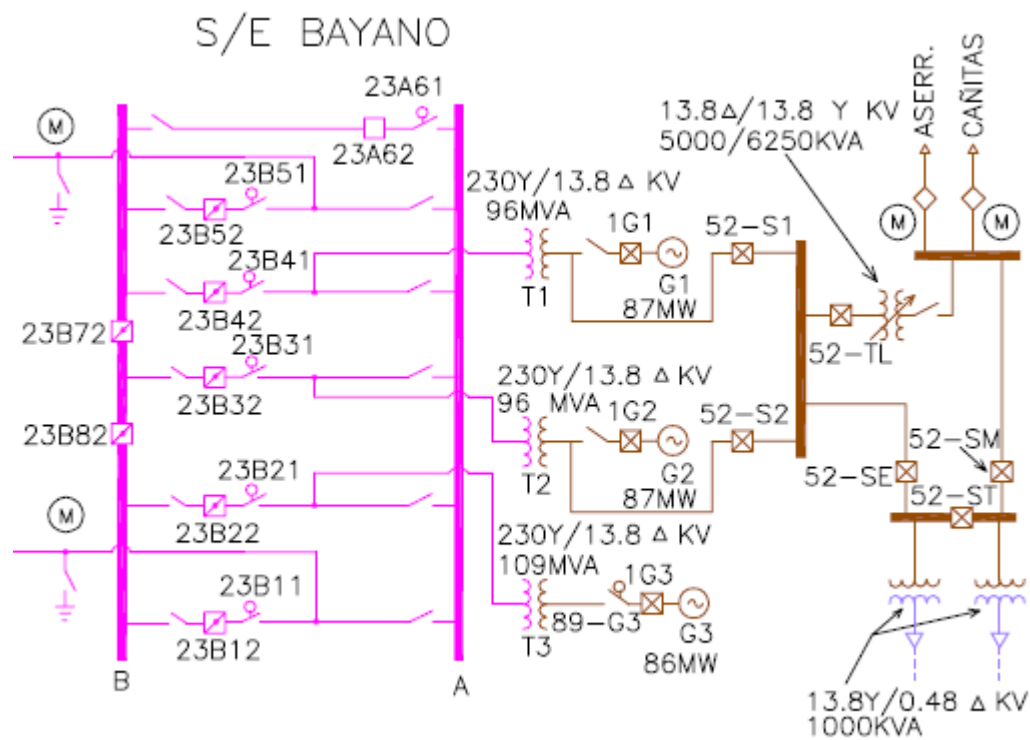 S/E BAYANO
23A61
M
23A62
13.8Δ/13.8 Y KV
5000/6250KVA
ASERR.
CAÑITAS
23B51
230Y/13.8 Δ KV
96MVA
1G1
52-S1
M
M
23B52
23B41
T1
G1
87MW
23B42
23B72
23B31
52-TL
230Y/13.8 Δ KV
96 MVA
1G2
52-S2
23B32
23B82
52-SM
T2
G2
87MW
52-SE
52-ST
23B21
M
23B22
230Y/13.8 Δ KV
109MVA
1G3
23B11
89-G3
T3
G3
86MW
23B12
B
A
13.8Y/0.48 Δ KV
1000KVA